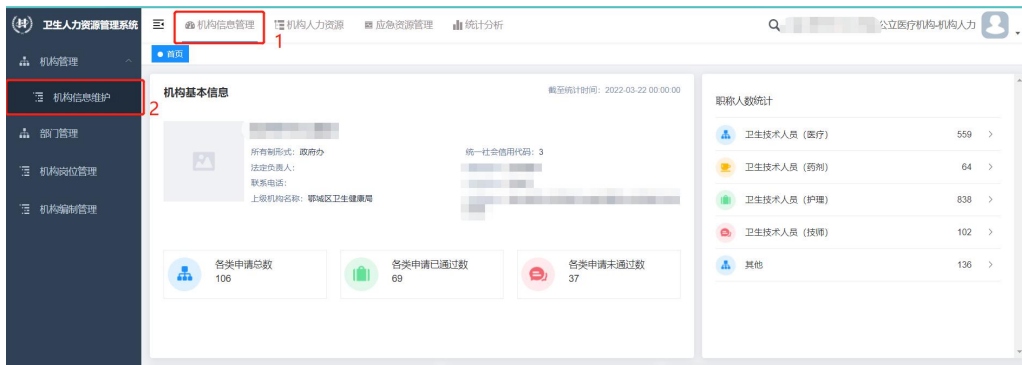 卫生人力资源管理系统
机构信息管理
机构人力资源
应急资源管理
统计分析
公立医疗机构-机构人力
1
机构管理
首页
机构信息维护
2
部门管理
机构岗位管理
机构编制管理
机构基本信息
截至统计时间:2022-03-22 00:00:00
所有制形式:政府办
统一社会信用代码:3
法定负责人:
联系电话:
上级机构名称:鄂城区卫生健康局
各类申请总数
106
各类申请已通过数
69
各类申请未通过数
37
职称人数统计
卫生技术人员(医疗) 559
卫生技术人员(药剂) 64
卫生技术人员(护理) 838
卫生技术人员(技师) 102
其他 136